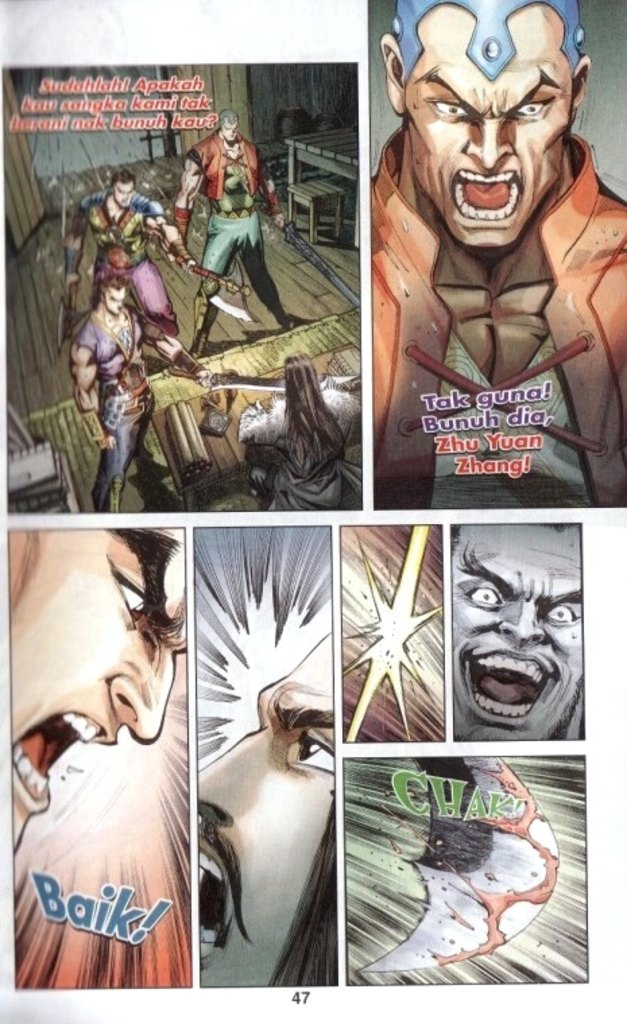 Sudahlah! Apakah
kau sangka kami tak
berani nak bunuh kau?
Tak guna!
Bunuh dia,
Zhu Yuan
Zhang!
Baik!
CHAK!
47